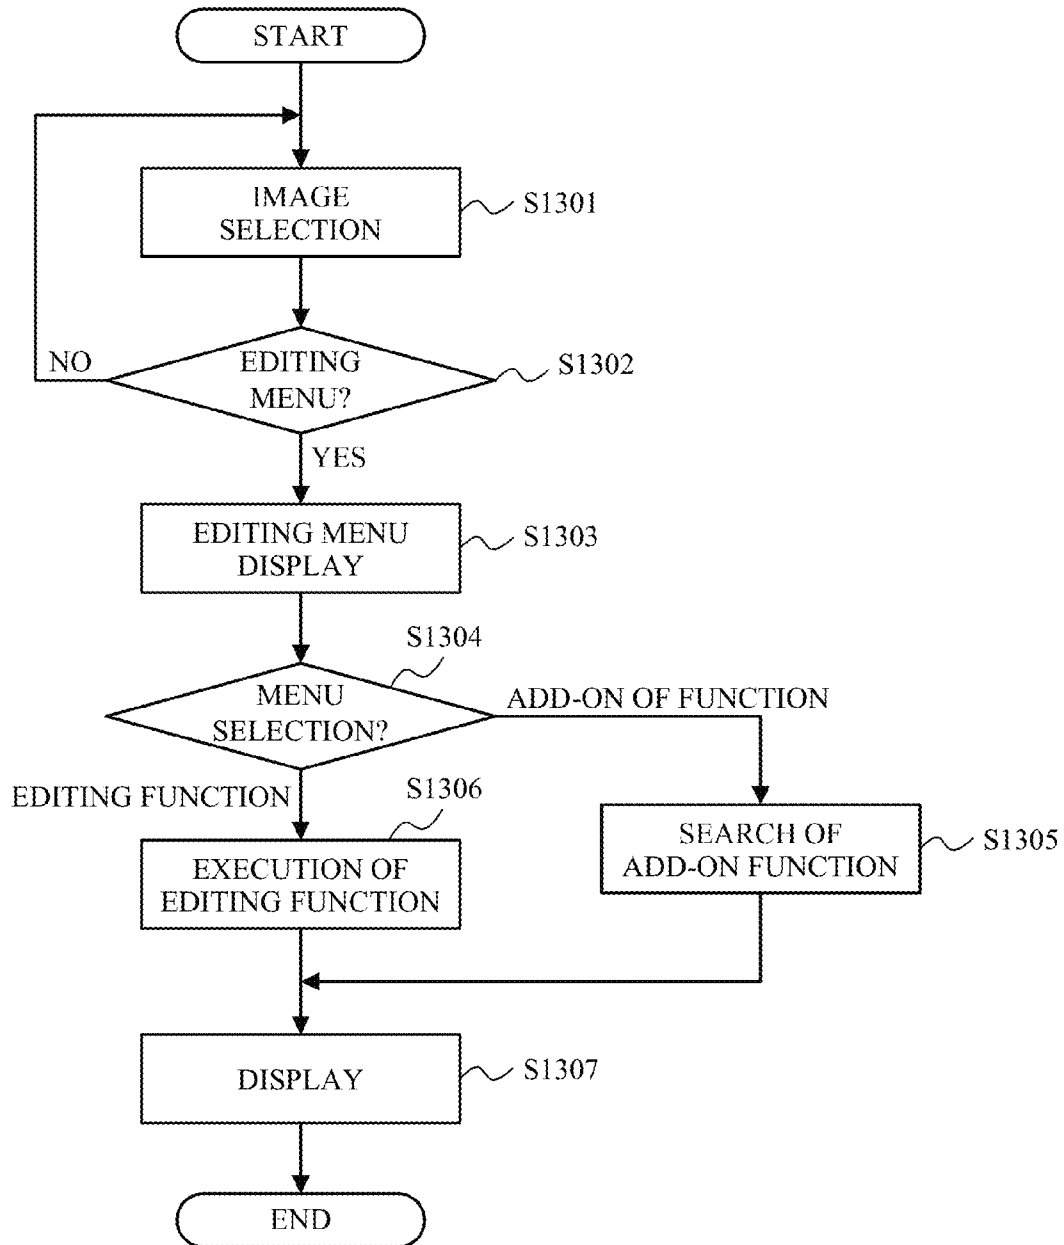 START
IMAGE
SELECTION
S1301
EDITING
MENU?
S1302
NO
YES
EDITING MENU
DISPLAY
S1303
S1304
MENU
SELECTION?
ADD-ON OF FUNCTION
EDITING FUNCTION
S1306
EXECUTION OF
EDITING FUNCTION
SEARCH OF
ADD-ON FUNCTION
S1305
DISPLAY
S1307
END